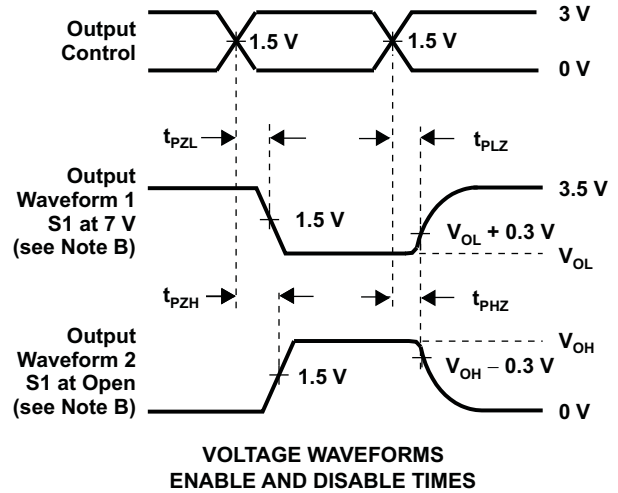 Output
Control
1.5 V
1.5 V
3 V
0 V
tPZL
tPLZ
Output
Waveform 1
S1 at 7 V
(see Note B)
1.5 V
3.5 V
VOL + 0.3 V
VOL
tPZH
tPHZ
Output
Waveform 2
S1 at Open
(see Note B)
1.5 V
VOH
VOH − 0.3 V
0 V
VOLTAGE WAVEFORMS
ENABLE AND DISABLE TIMES